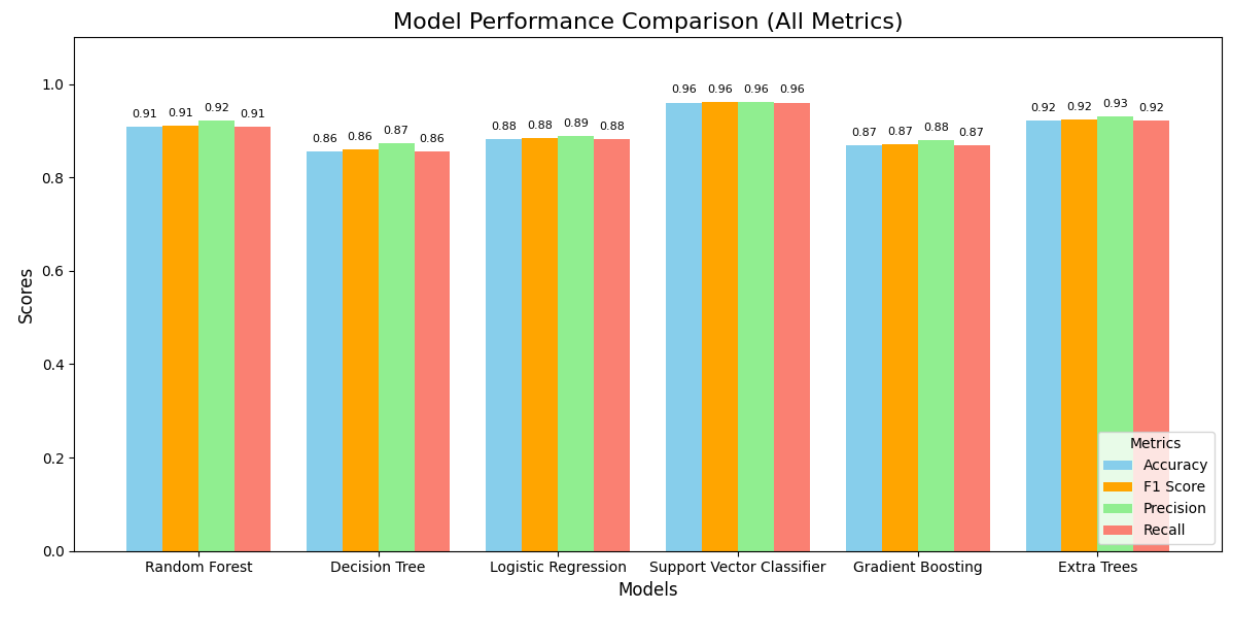 Model Performance Comparison (All Metrics)
Scores
1.0
0.8
0.6
0.4
0.2
0.0
0.91 0.91 0.92 0.91
0.86 0.86 0.87 0.86
0.88 0.88 0.89 0.88
0.96 0.96 0.96 0.96
0.87 0.87 0.88 0.87
0.92 0.92 0.93 0.92
Metrics
Accuracy
F1 Score
Precision
Recall
Random Forest
Decision Tree
Logistic Regression
Support Vector Classifier
Gradient Boosting
Extra Trees
Models